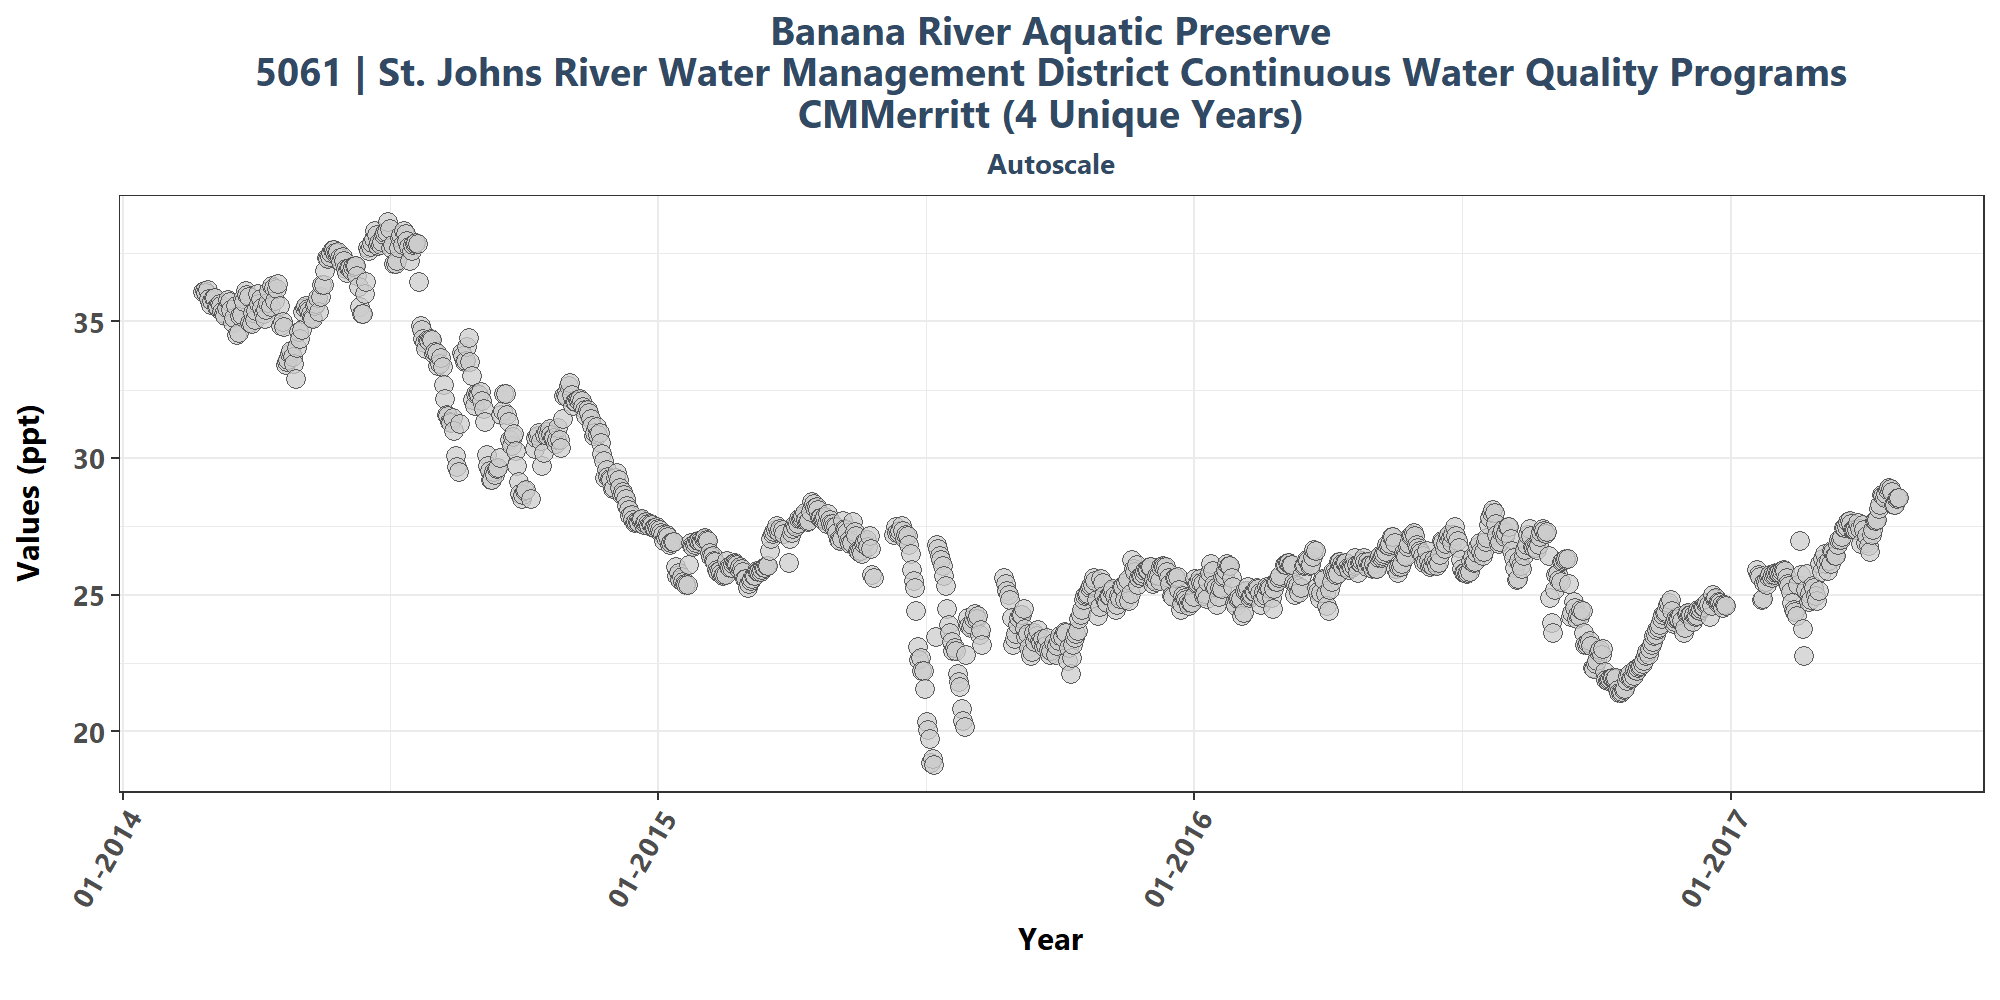 Banana River Aquatic Preserve
5061 | St. Johns River Water Management District Continuous Water Quality Programs
CMMerritt (4 Unique Years)
Autoscale
Values (ppt)
35
30
25
20
01-2014
01-2015
01-2016
01-2017
Year